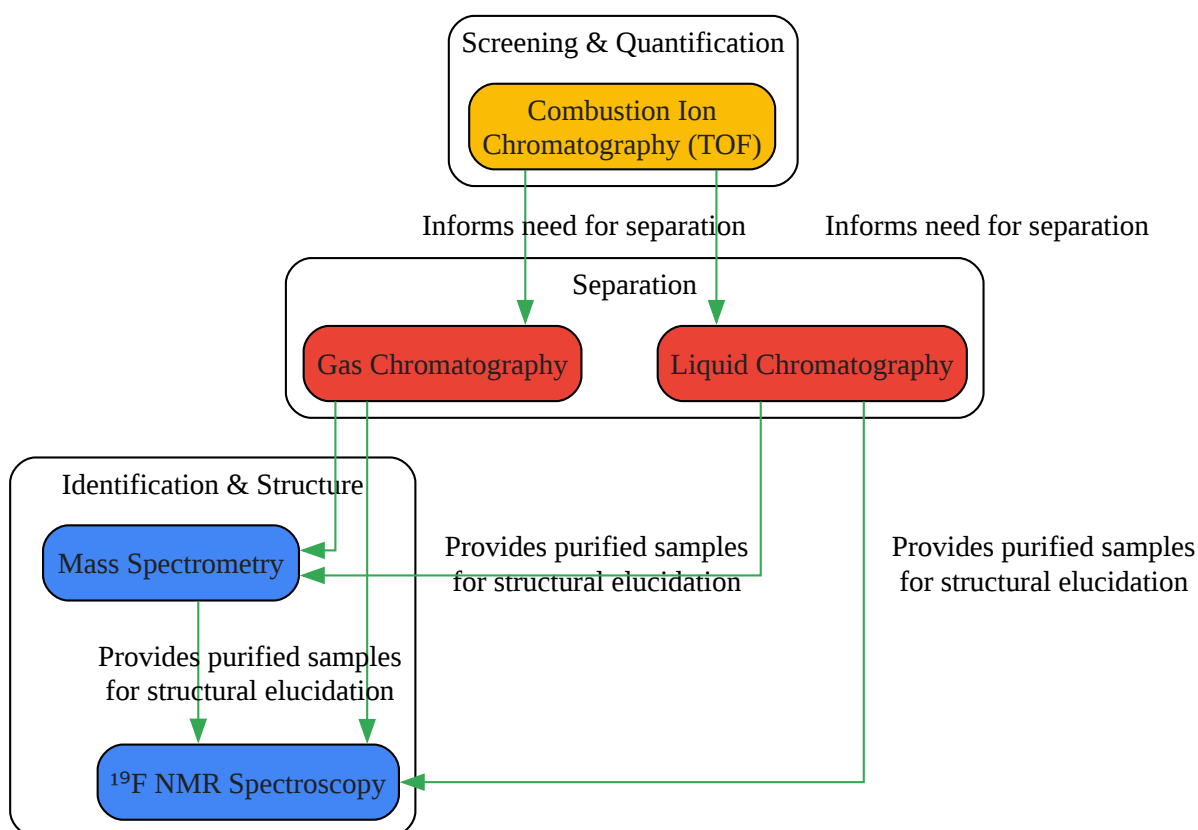 Screening & Quantification
Combustion Ion
Chromatography (TOF)
Informs need for separation
Informs need for separation
Separation
Gas Chromatography
Liquid Chromatography
Identification & Structure
Mass Spectrometry
Provides purified samples
for structural elucidation
Provides purified samples
for structural elucidation
Provides purified samples
for structural elucidation
¹⁹F NMR Spectroscopy